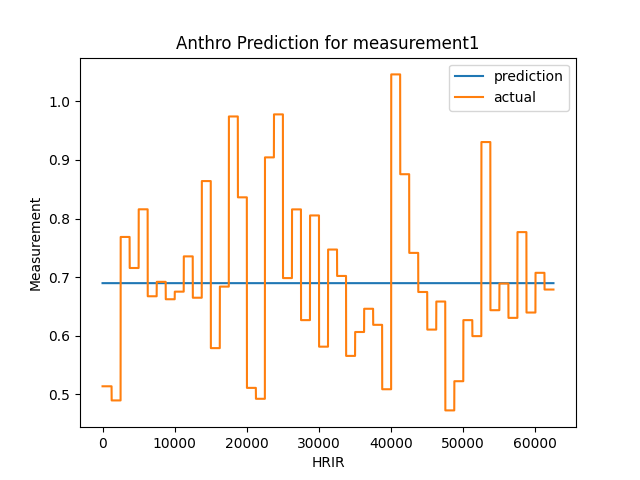 Anthro Prediction for measurement1
prediction
actual
1.0
0.9
0.8
0.7
0.6
0.5
Measurement
0 10000 20000 30000 40000 50000 60000
HRIR